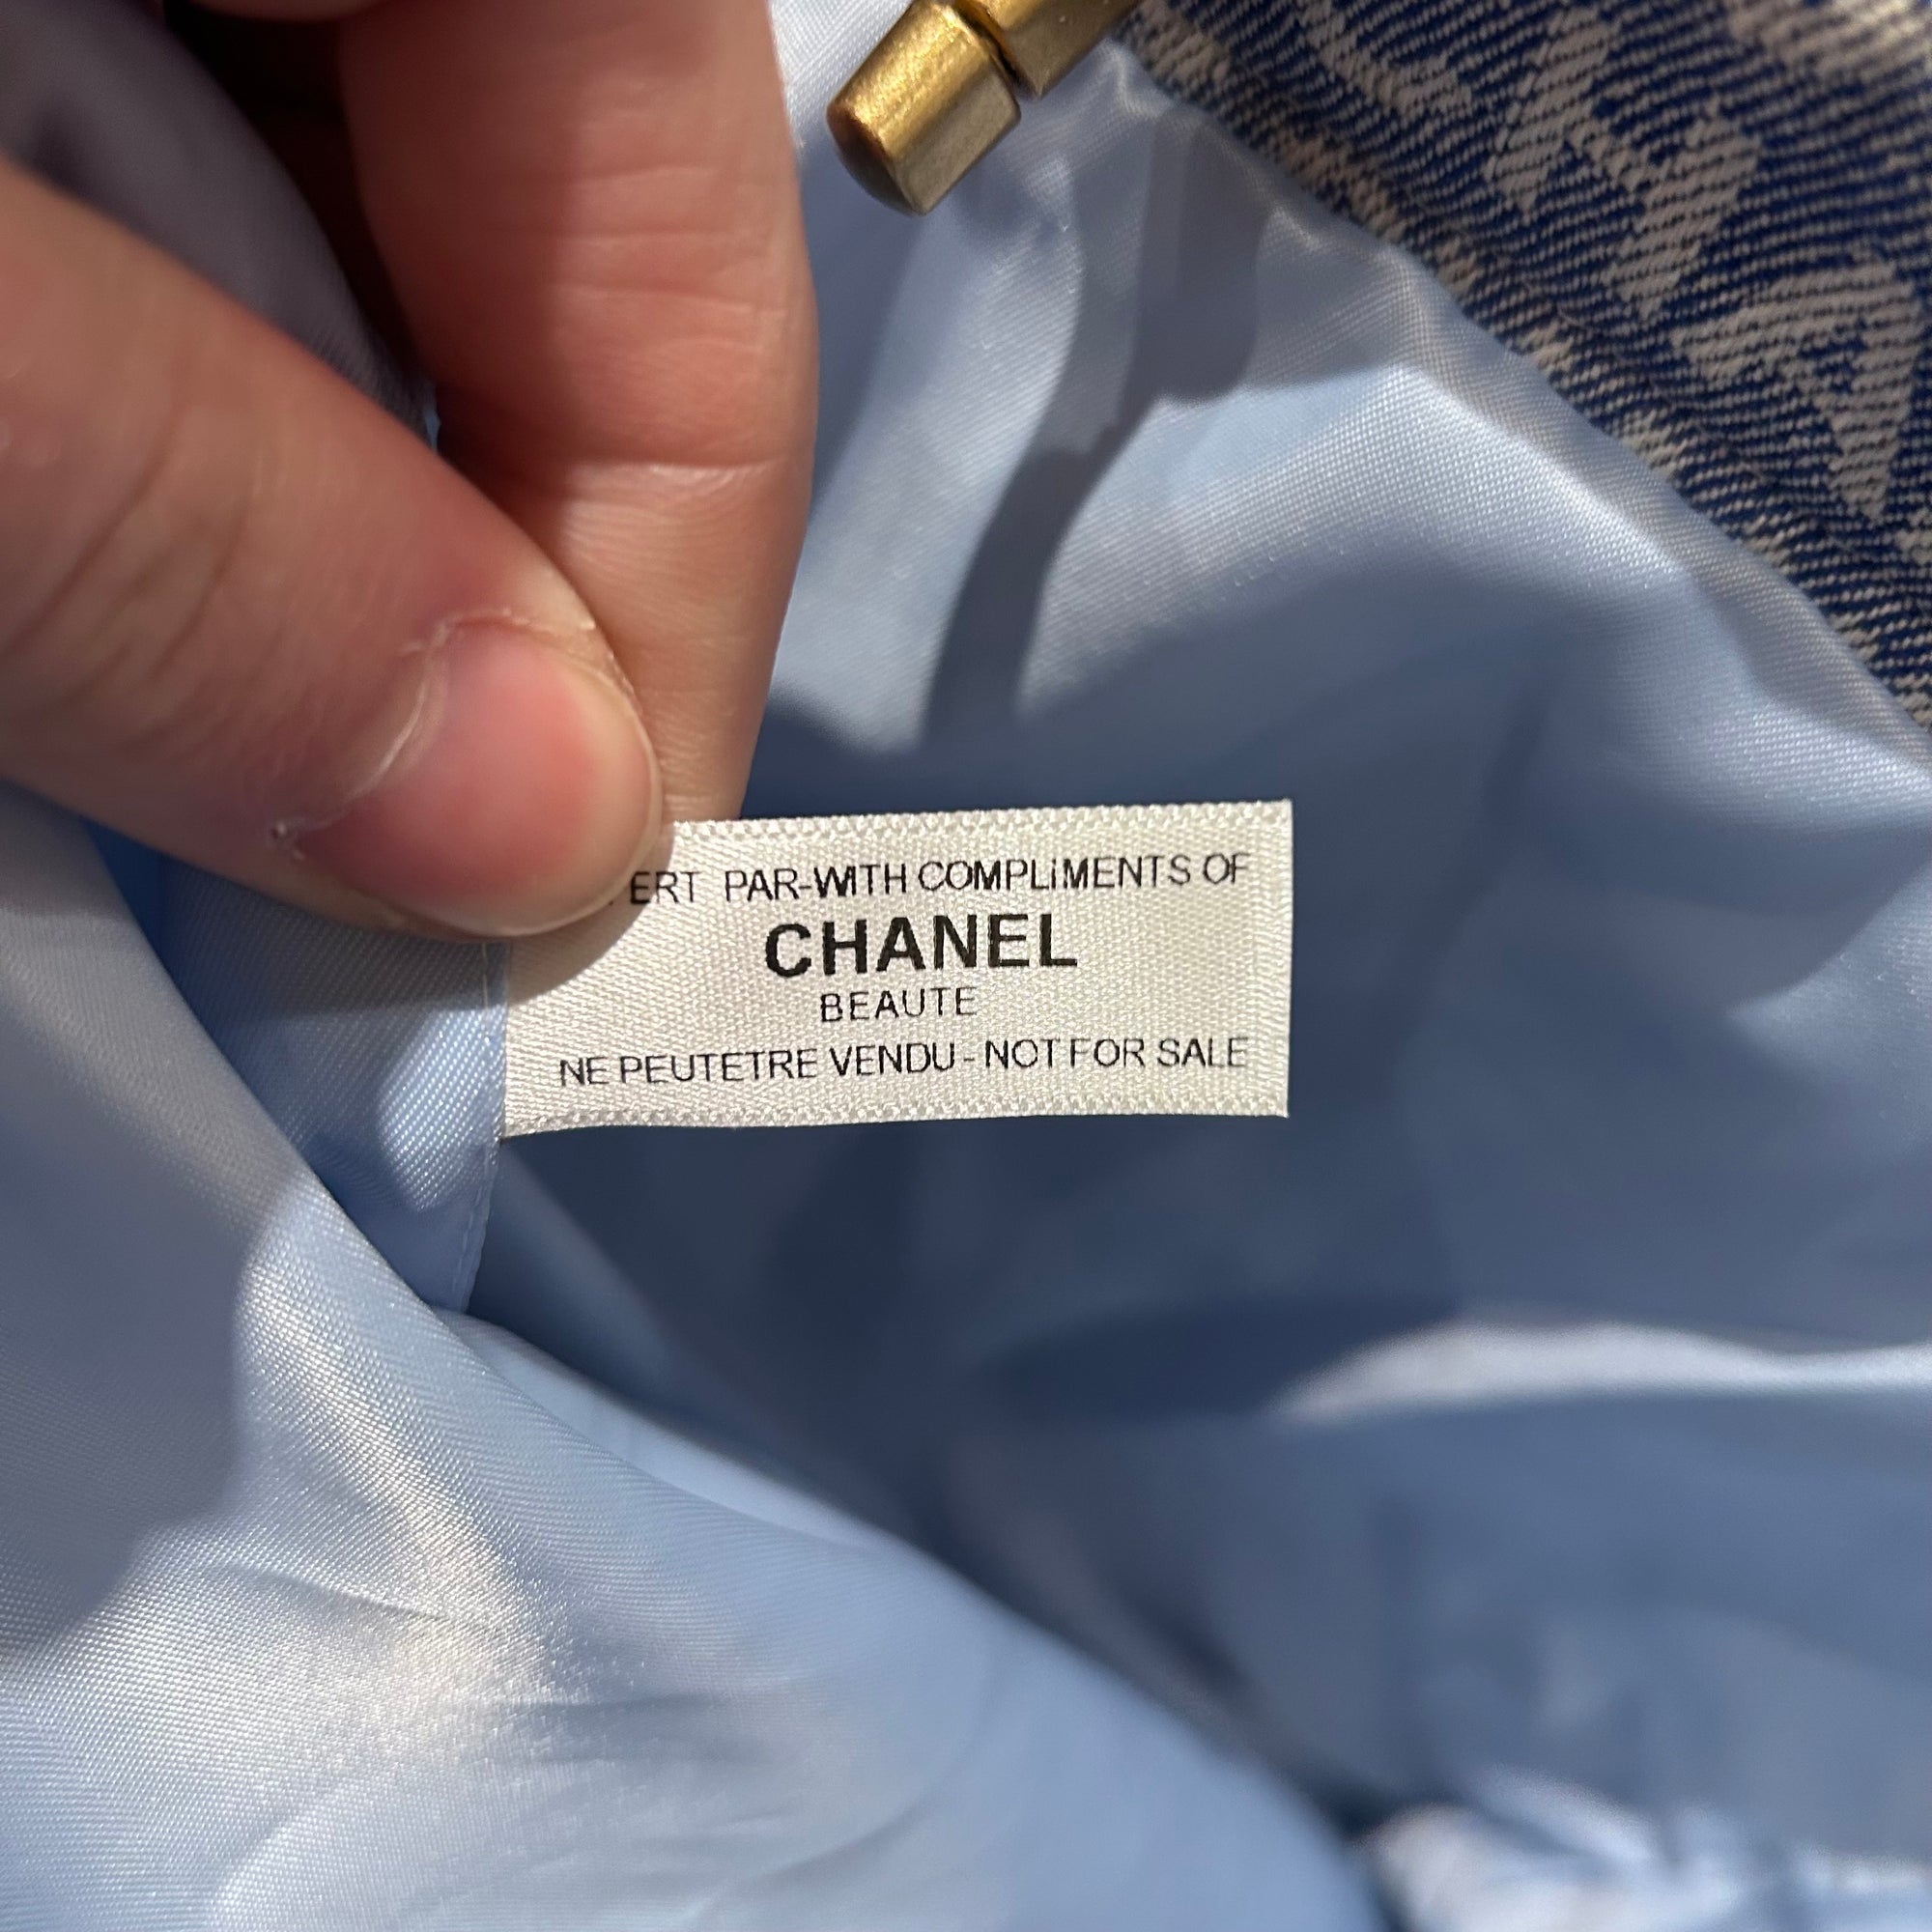 ERT PAR-WITH COMPLIMENTS OF
CHANEL
BEAUTE
NE PEUTETRE VENDU-NOT FOR SALE